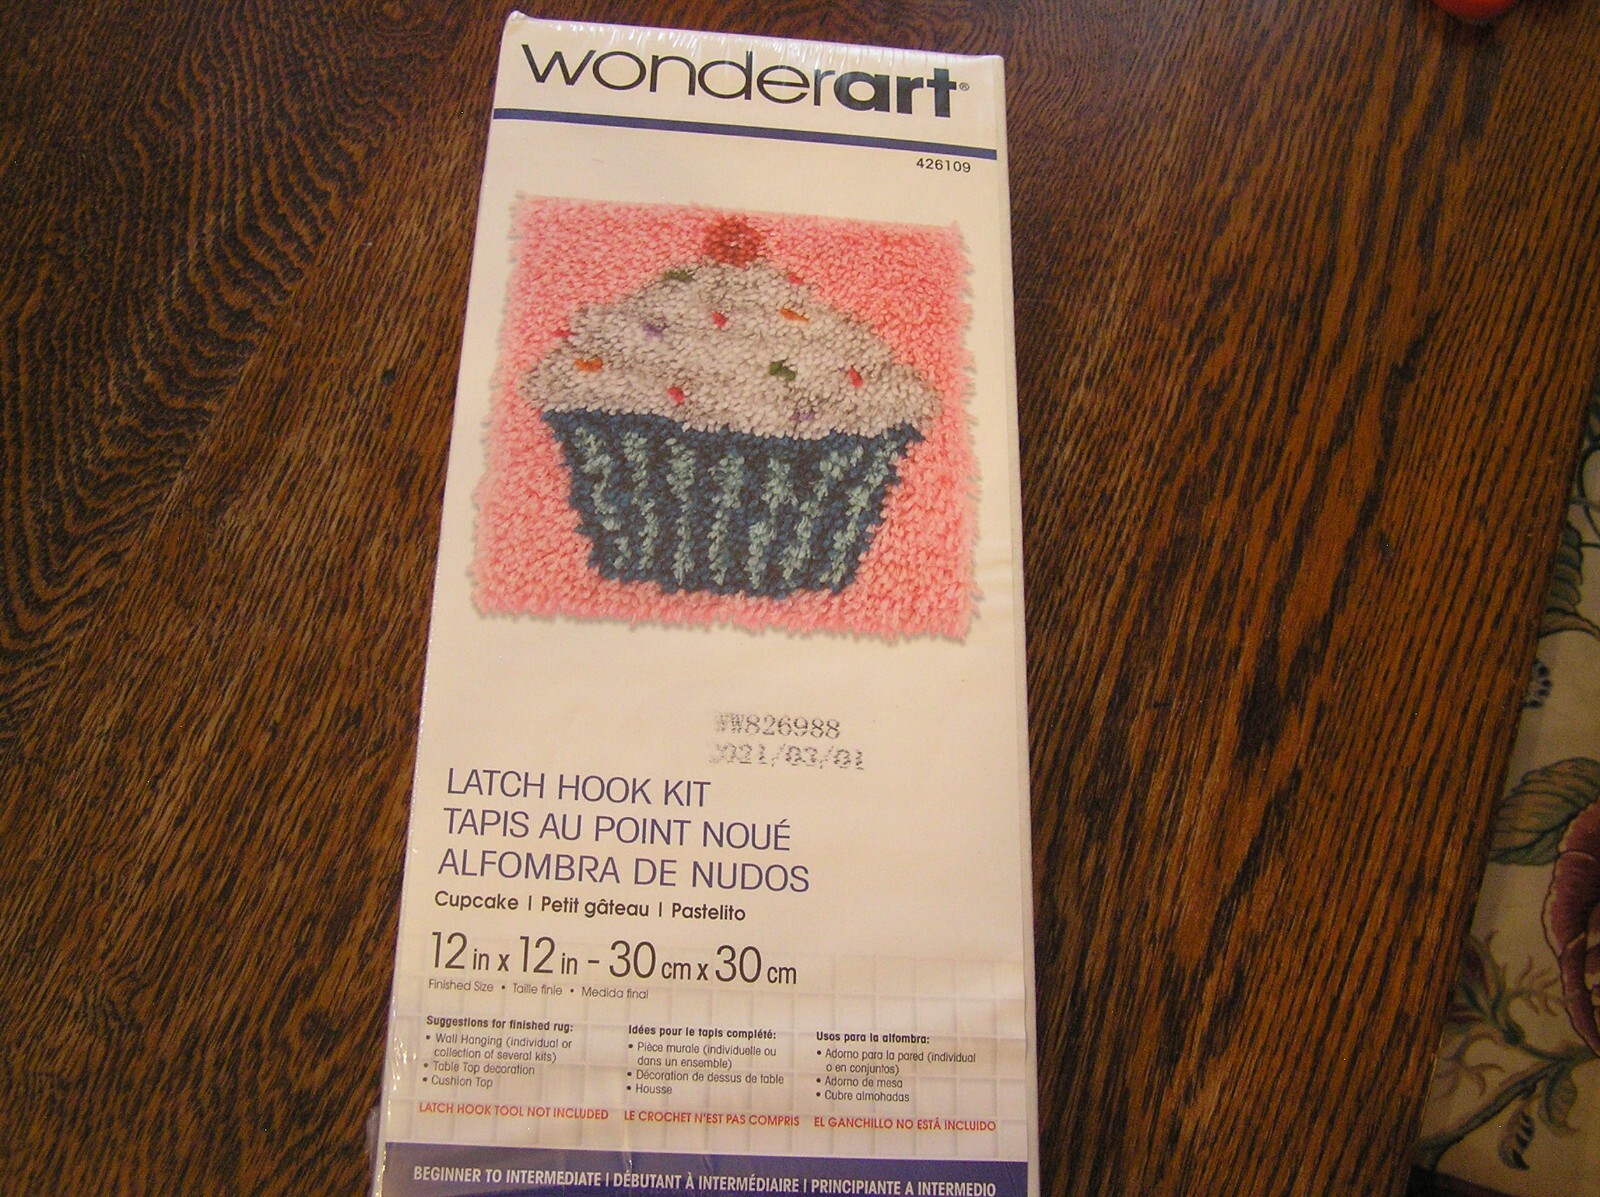 wonderart®
426109
WW826988
2021/03/01
LATCH HOOK KIT
TAPIS AU POINT NOUÉ
ALFOMBRA DE NUDOS
Cupcake | Petit gâteau | Pastelito
12 in x 12 in - 30 cm x 30 cm
Finished Size • Taille finie • Medida final
Suggestions for finished rug:
• Wall Hanging (individual or
collection of several kits)
• Table Top decoration
• Cushion Top
Idées pour le tapis complété:
• Pièce murale (individuelle ou
dans un ensemble)
• Décoration de dessus de table
• Housse
Usos para la alfombra:
• Adorno para la pared (individual
o en conjuntos)
• Adorno de mesa
• Cubre almohadas
LATCH HOOK TOOL NOT INCLUDED LE CROCHET N'EST PAS COMPRIS EL GANCHILLO NO ESTÁ INCLUIDO
BEGINNER TO INTERMEDIATE | DÉBUTANT À INTERMÉDIAIRE | PRINCIPIANTE A INTERMEDIO